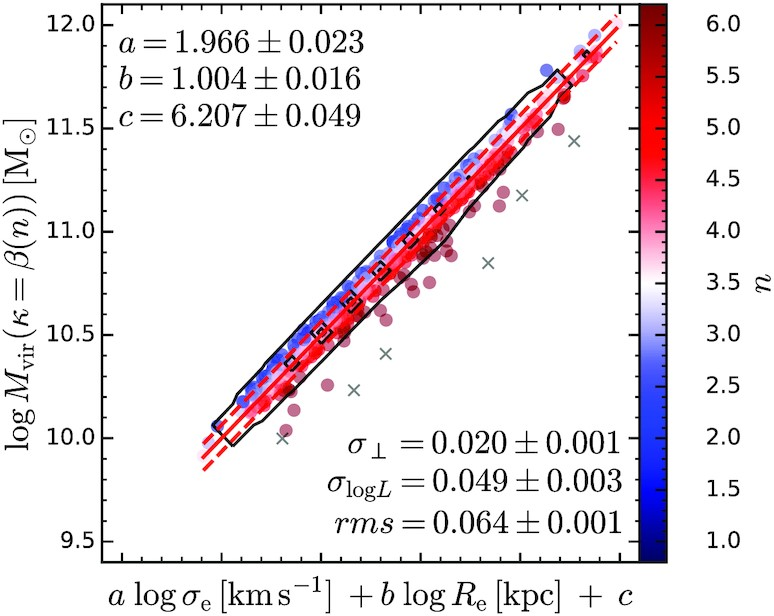 a = 1.966 ± 0.023
b = 1.004 ± 0.016
c = 6.207 ± 0.049
σ⊥ = 0.020 ± 0.001
σlogL = 0.049 ± 0.003
rms = 0.064 ± 0.001
log Mvir(κ = β(n)) [M⊙]
12.0
11.5
11.0
10.5
10.0
9.5
a log σe [km s−1] + b log Re [kpc] + c
6.0
5.5
5.0
4.5
4.0
3.5
3.0
2.5
2.0
1.5
1.0
n